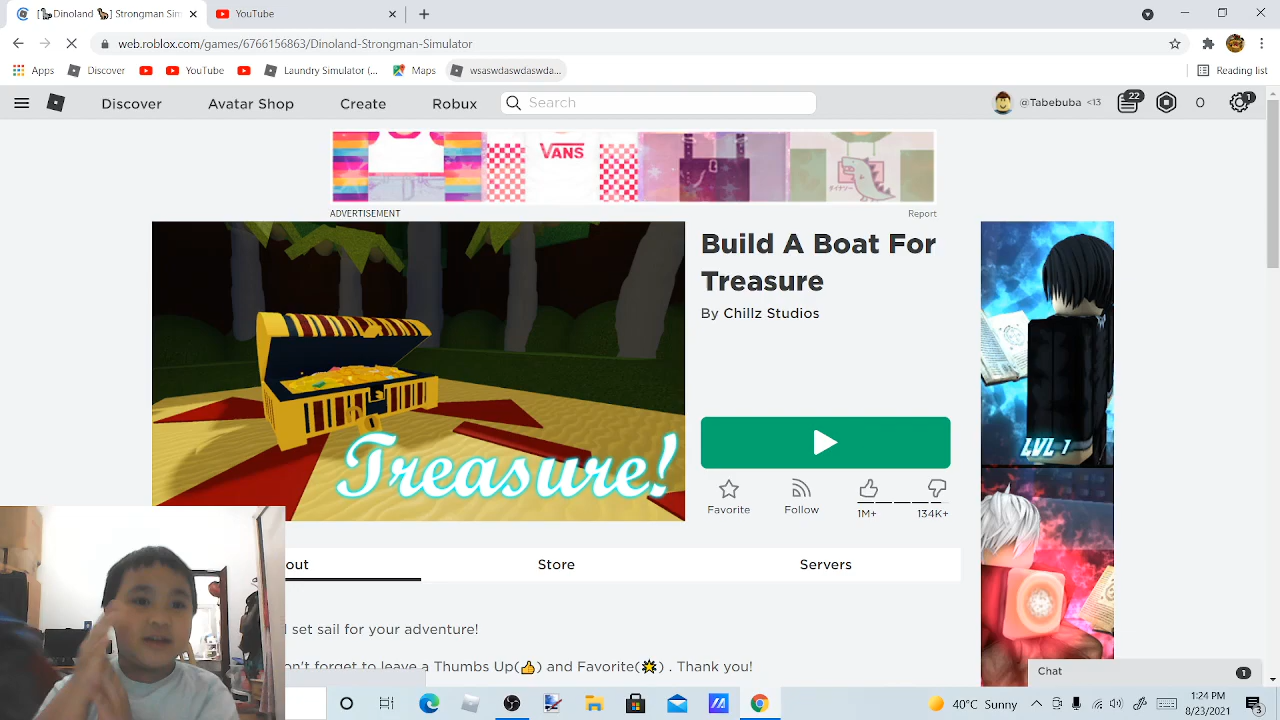 Dinoland Strongman Sim
YouTube
web.roblox.com/games/6766156863/Dinoland-Strongman-Simulator
Apps
Discover
YouTube
Laundry Simulator (...
Maps
wsaswdaswdaswda...
Reading list
Discover
Avatar Shop
Create
Robux
Search
@Tabebuba <13
22
0
1
VANS
ADVERTISEMENT
Report
Treasure!
Build A Boat For
Treasure
By Chillz Studios
LVL 1
Favorite
Follow
1M+
134K+
out
Store
Servers
l set sail for your adventure!
on't forget to leave a Thumbs Up(👍) and Favorite(🌟) . Thank you!
Chat
1
40°C Sunny
1:24 PM
8/23/2021
3